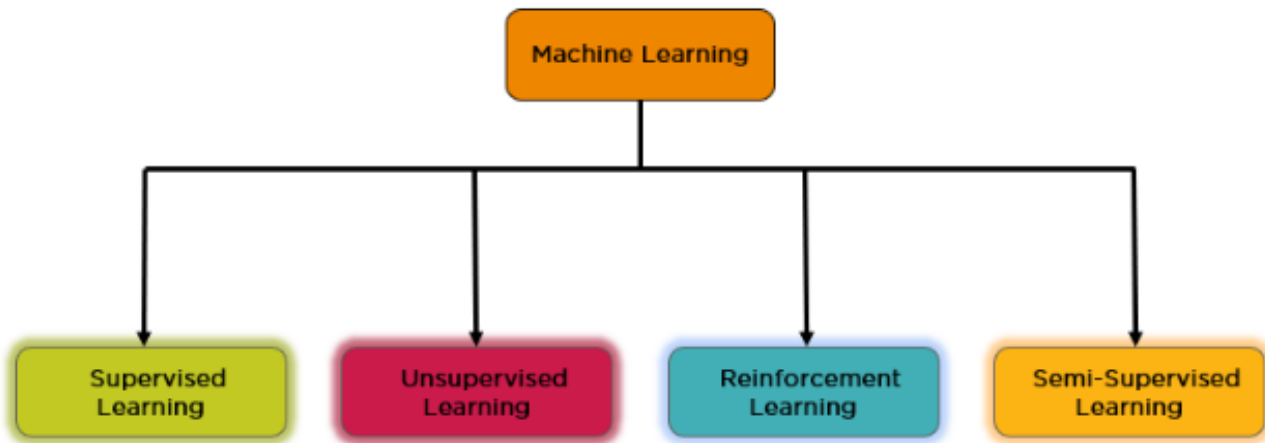 Machine Learning
Supervised
Learning
Unsupervised
Learning
Reinforcement
Learning
Semi-Supervised
Learning